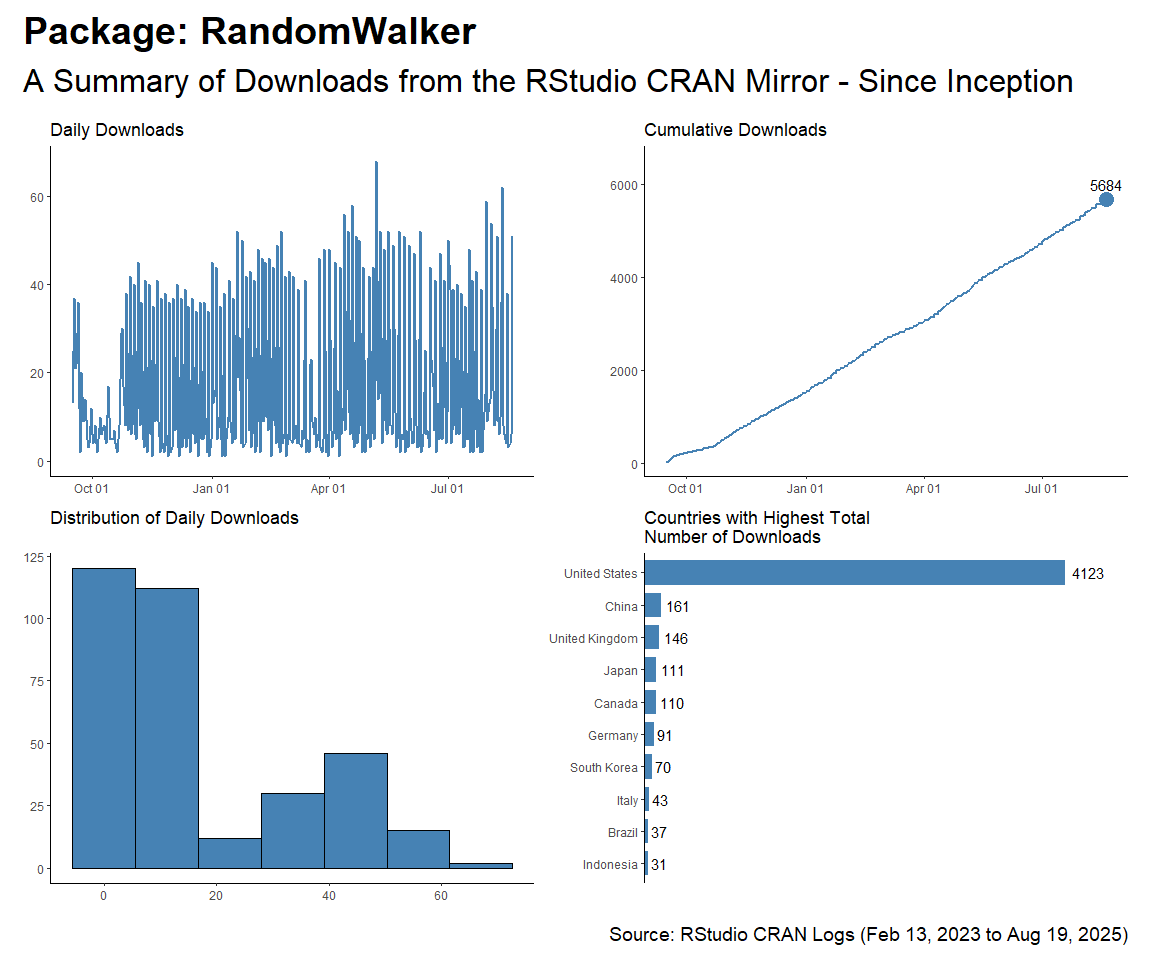 Package: RandomWalker
A Summary of Downloads from the RStudio CRAN Mirror - Since Inception
Daily Downloads
60
40
20
0
Oct 01
Jan 01
Apr 01
Jul 01
Cumulative Downloads
6000
4000
2000
0
5684
Oct 01
Jan 01
Apr 01
Jul 01
Distribution of Daily Downloads
125
100
75
50
25
0
0
20
40
60
Countries with Highest Total
Number of Downloads
United States 4123
China 161
United Kingdom 146
Japan 111
Canada 110
Germany 91
South Korea 70
Italy 43
Brazil 37
Indonesia 31
Source: RStudio CRAN Logs (Feb 13, 2023 to Aug 19, 2025)